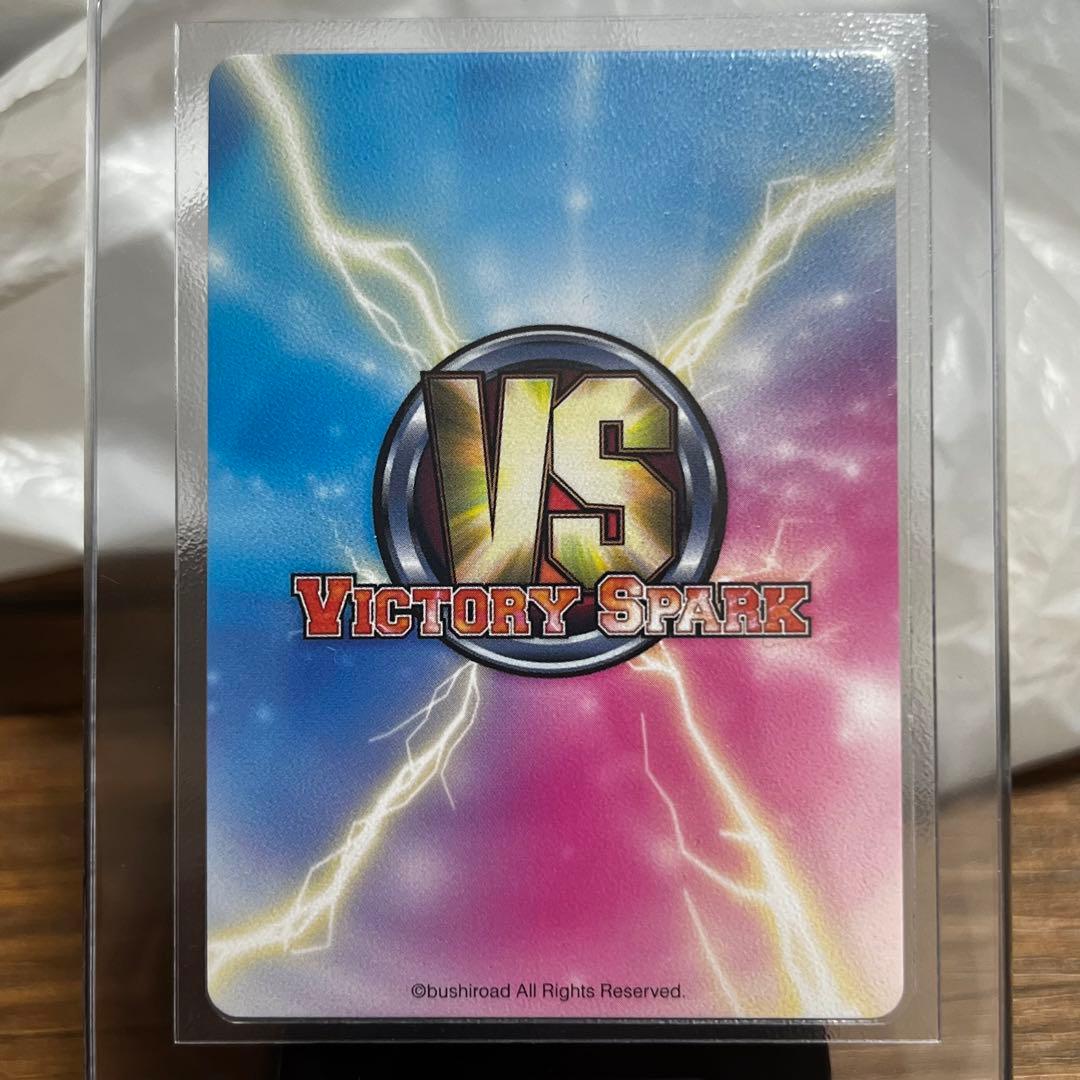 VS
VICTORY SPARK
©bushiroad All Rights Reserved.